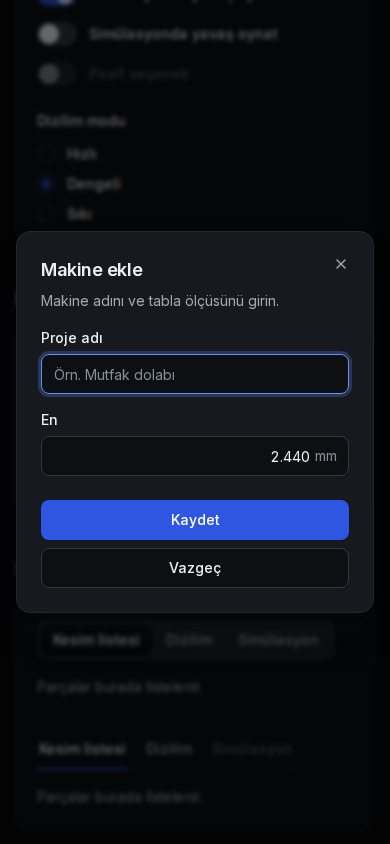 Simülasyonda yavaş oynat
Pasif seçenek
Dizilim modu
Hızlı
Dengeli
Sıkı
Makine ekle
Makine adını ve tabla ölçüsünü girin.
Proje adı
Örn. Mutfak dolabı
En
2.440 mm
Kaydet
Vazgeç
Kesim listesi Dizilim Simülasyon
Parçalar burada listelenir.
Kesim listesi Dizilim Simülasyon
Parçalar burada listelenir.